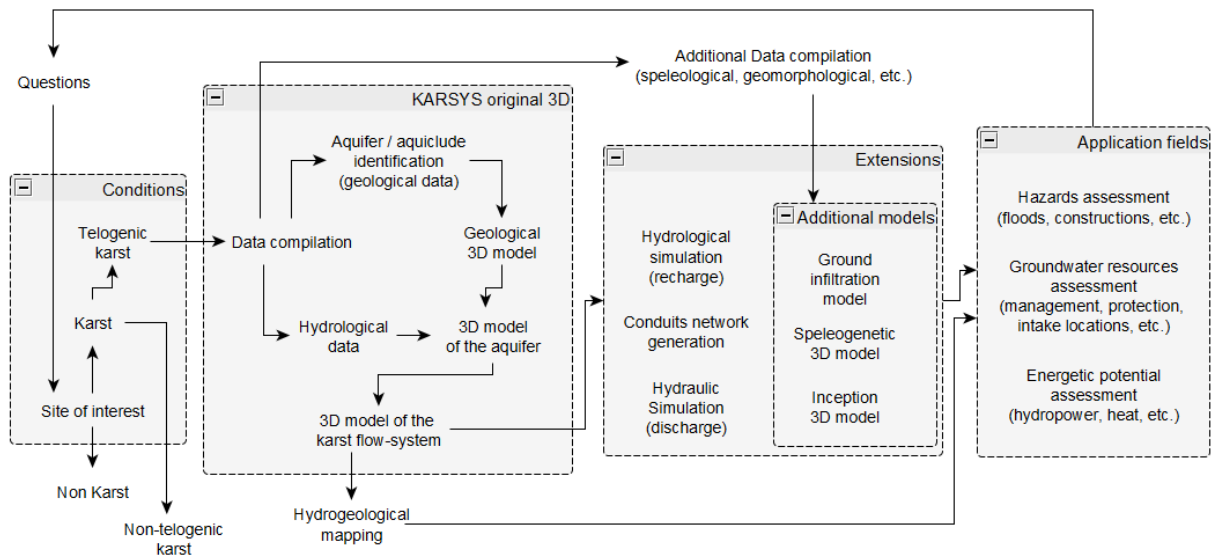 Questions
Conditions
Telogenic
karst
Karst
Site of interest
Non Karst
Non-telogenic
karst
KARSYS original 3D
Aquifer / aquiclude
identification
(geological data)
Data compilation
Geological
3D model
Hydrological
data
3D model
of the aquifer
3D model of the
karst flow-system
Hydrogeological
mapping
Additional Data compilation
(speleological, geomorphological, etc.)
Extensions
Hydrological
simulation
(recharge)
Conduits network
generation
Hydraulic
Simulation
(discharge)
Additional models
Ground
infiltration
model
Speleogenetic
3D model
Inception
3D model
Application fields
Hazards assessment
(floods, constructions, etc.)
Groundwater resources
assessment
(management, protection,
intake locations, etc.)
Energetic potential
assessment
(hydropower, heat, etc.)